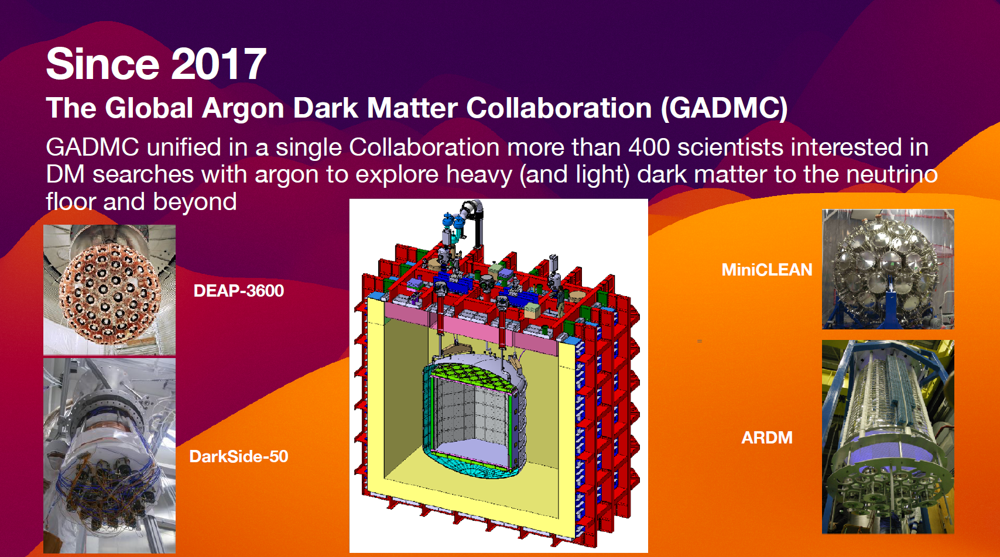 Since 2017
The Global Argon Dark Matter Collaboration (GADMC)
GADMC unified in a single Collaboration more than 400 scientists interested in
DM searches with argon to explore heavy (and light) dark matter to the neutrino
floor and beyond
DEAP-3600
MiniCLEAN
=
DarkSide-50
ARDM